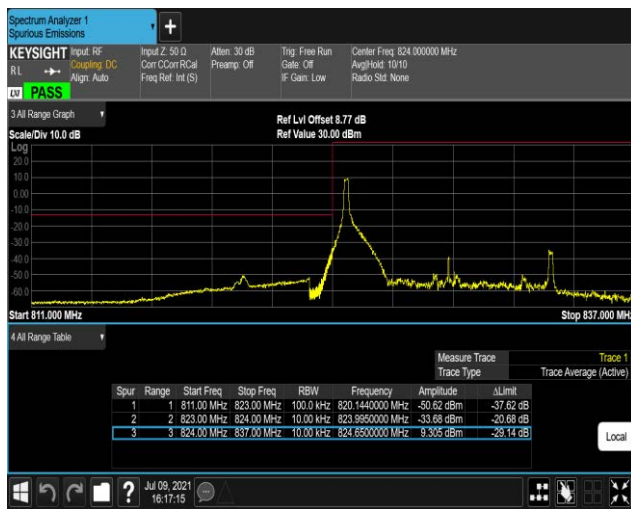 Spectrum Analyzer 1
Spurious Emissions
KEYSIGHT Input: RF Input Z: 50 Ω Atten: 30 dB Trig: Free Run Center Freq: 824.000000 MHz
RL Coupling: DC Corr CCorr RCal Preamp: Off Gate: Off Avg|Hold: 10/10
Align: Auto Freq Ref: Int (S) IF Gain: Low Radio Std: None
LXI PASS
3 All Range Graph
Ref Lvl Offset 8.77 dB
Scale/Div 10.0 dB Ref Value 30.00 dBm
Log
20.0
10.0
0.00
-10.0
-20.0
-30.0
-40.0
-50.0
-60.0
Start 811.000 MHz Stop 837.000 MHz
4 All Range Table
Measure Trace Trace 1
Trace Type Trace Average (Active)
Spur Range Start Freq Stop Freq RBW Frequency Amplitude ΔLimit
1 1 811.00 MHz 823.00 MHz 100.0 kHz 820.1440000 MHz -50.62 dBm -37.62 dB
2 2 823.00 MHz 824.00 MHz 10.00 kHz 823.9950000 MHz -33.68 dBm -20.68 dB
3 3 824.00 MHz 837.00 MHz 10.00 kHz 824.6500000 MHz 9.305 dBm -29.14 dB
Local
Jul 09, 2021
16:17:15